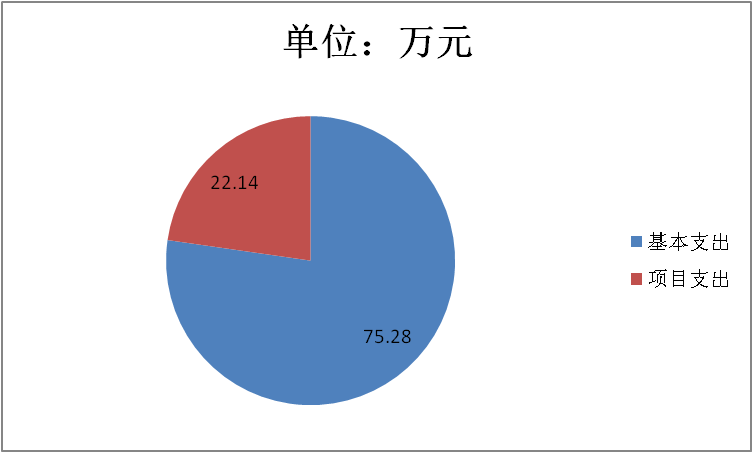 单位：万元
22.14
75.28
基本支出
项目支出